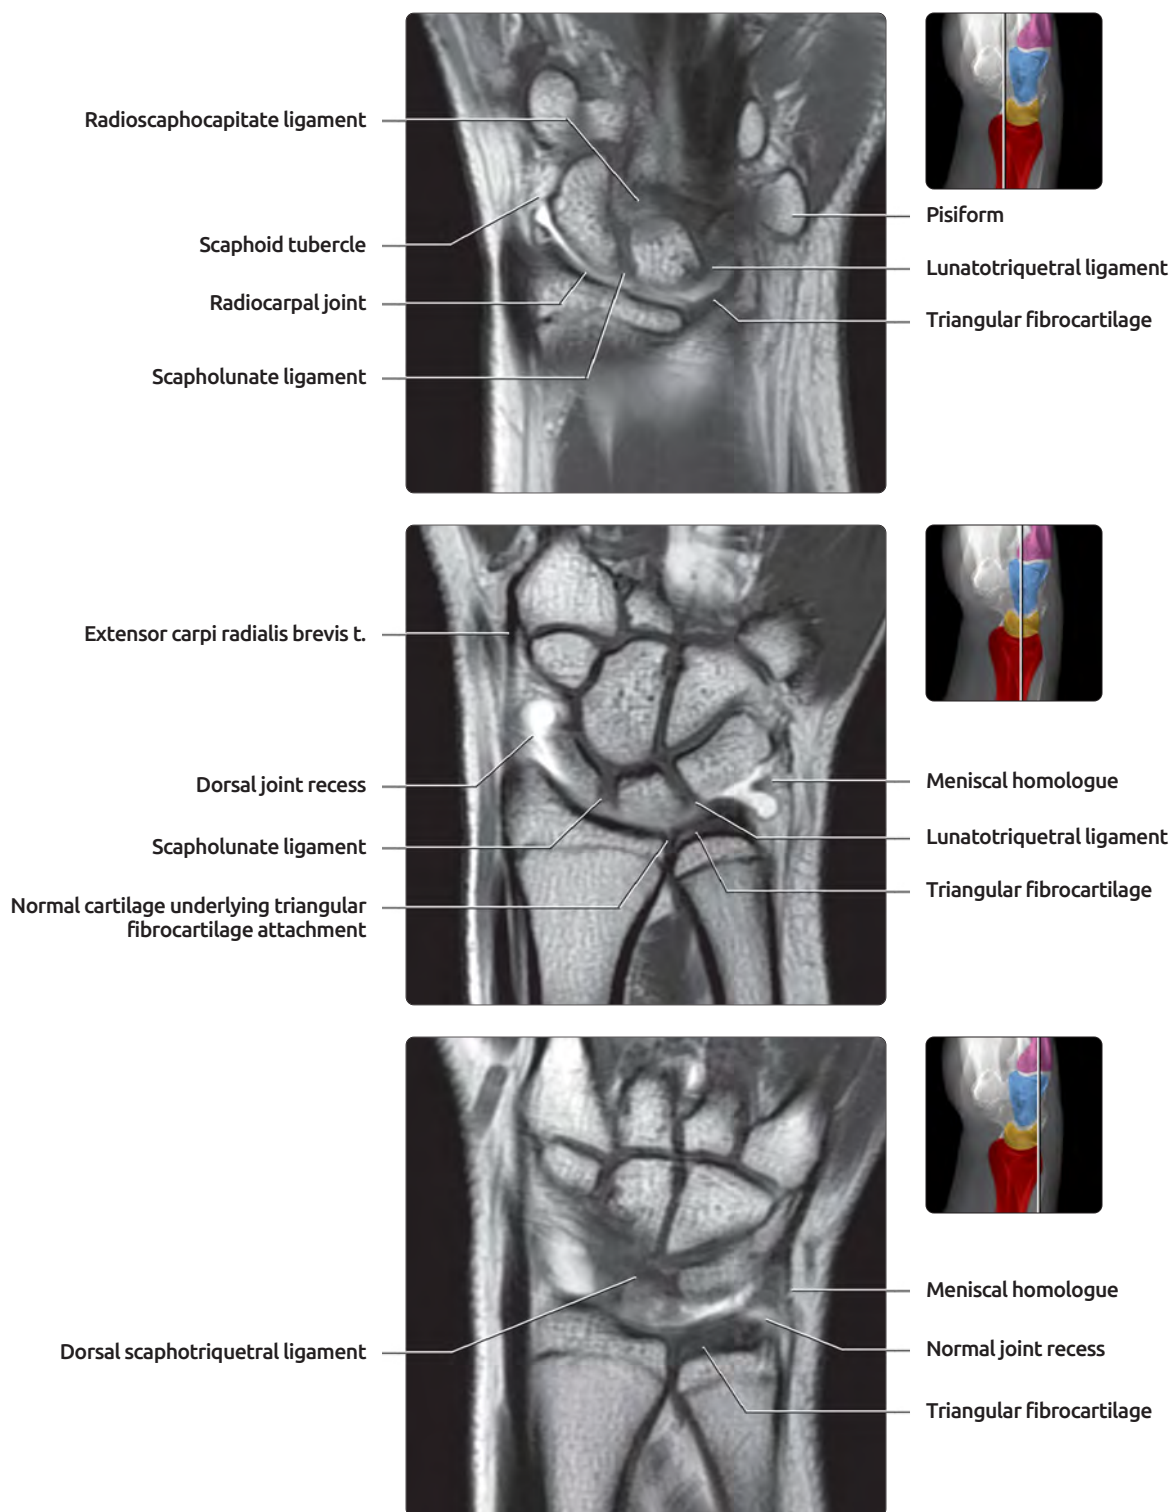 Radioscaphocapitate ligament
Scaphoid tubercle
Radiocarpal joint
Scapholunate ligament
Pisiform
Lunatotriquetral ligament
Triangular fibrocartilage
Extensor carpi radialis brevis t.
Dorsal joint recess
Scapholunate ligament
Normal cartilage underlying triangular
fibrocartilage attachment
Meniscal homologue
Lunatotriquetral ligament
Triangular fibrocartilage
Dorsal scaphotriquetral ligament
Meniscal homologue
Normal joint recess
Triangular fibrocartilage